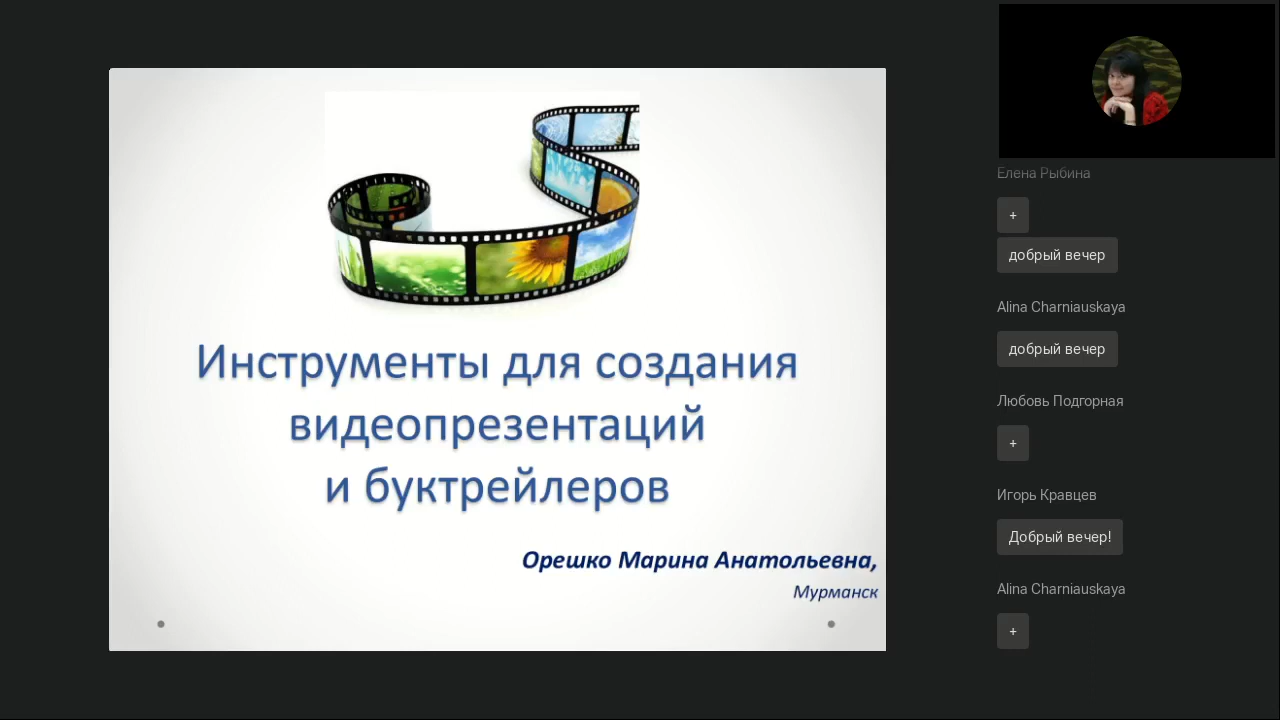 Инструменты для создания
видеопрезентаций
и буктрейлеров
Орешко Марина Анатольевна,
Мурманск
Елена Рыбина
+
добрый вечер
Alina Charniauskaya
добрый вечер
Любовь Подгорная
+
Игорь Кравцев
Добрый вечер!
Alina Charniauskaya
+